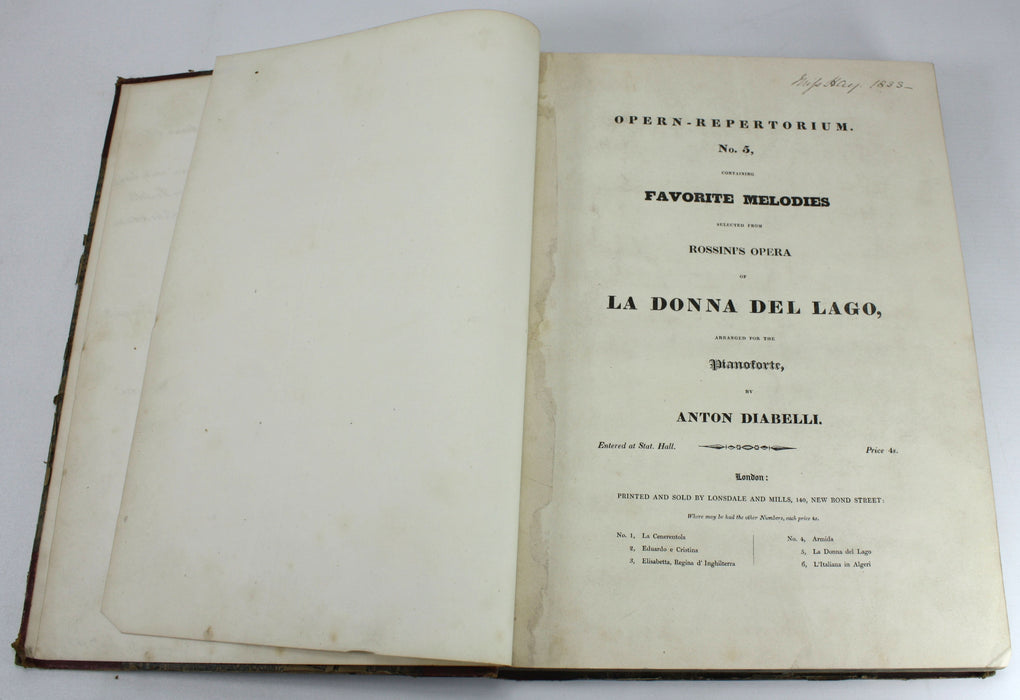 Miss Hay. 1833—
OPERN-REPERTORIUM.
No. 5,
CONTAINING
FAVORITE MELODIES
SELECTED FROM
ROSSINI'S OPERA
OF
LA DONNA DEL LAGO,
ARRANGED FOR THE
Pianoforte,
BY
ANTON DIABELLI.
Entered at Stat. Hall. Price 4s.
London:
PRINTED AND SOLD BY LONSDALE AND MILLS, 140, NEW BOND STREET:
Where may be had the other Numbers, each price 4s.
No. 1, La Cenerentola
2, Eduardo e Cristina
3, Elisabetta, Regina d' Inghilterra
No. 4, Armida
5, La Donna del Lago
6, L'Italiana in Algeri